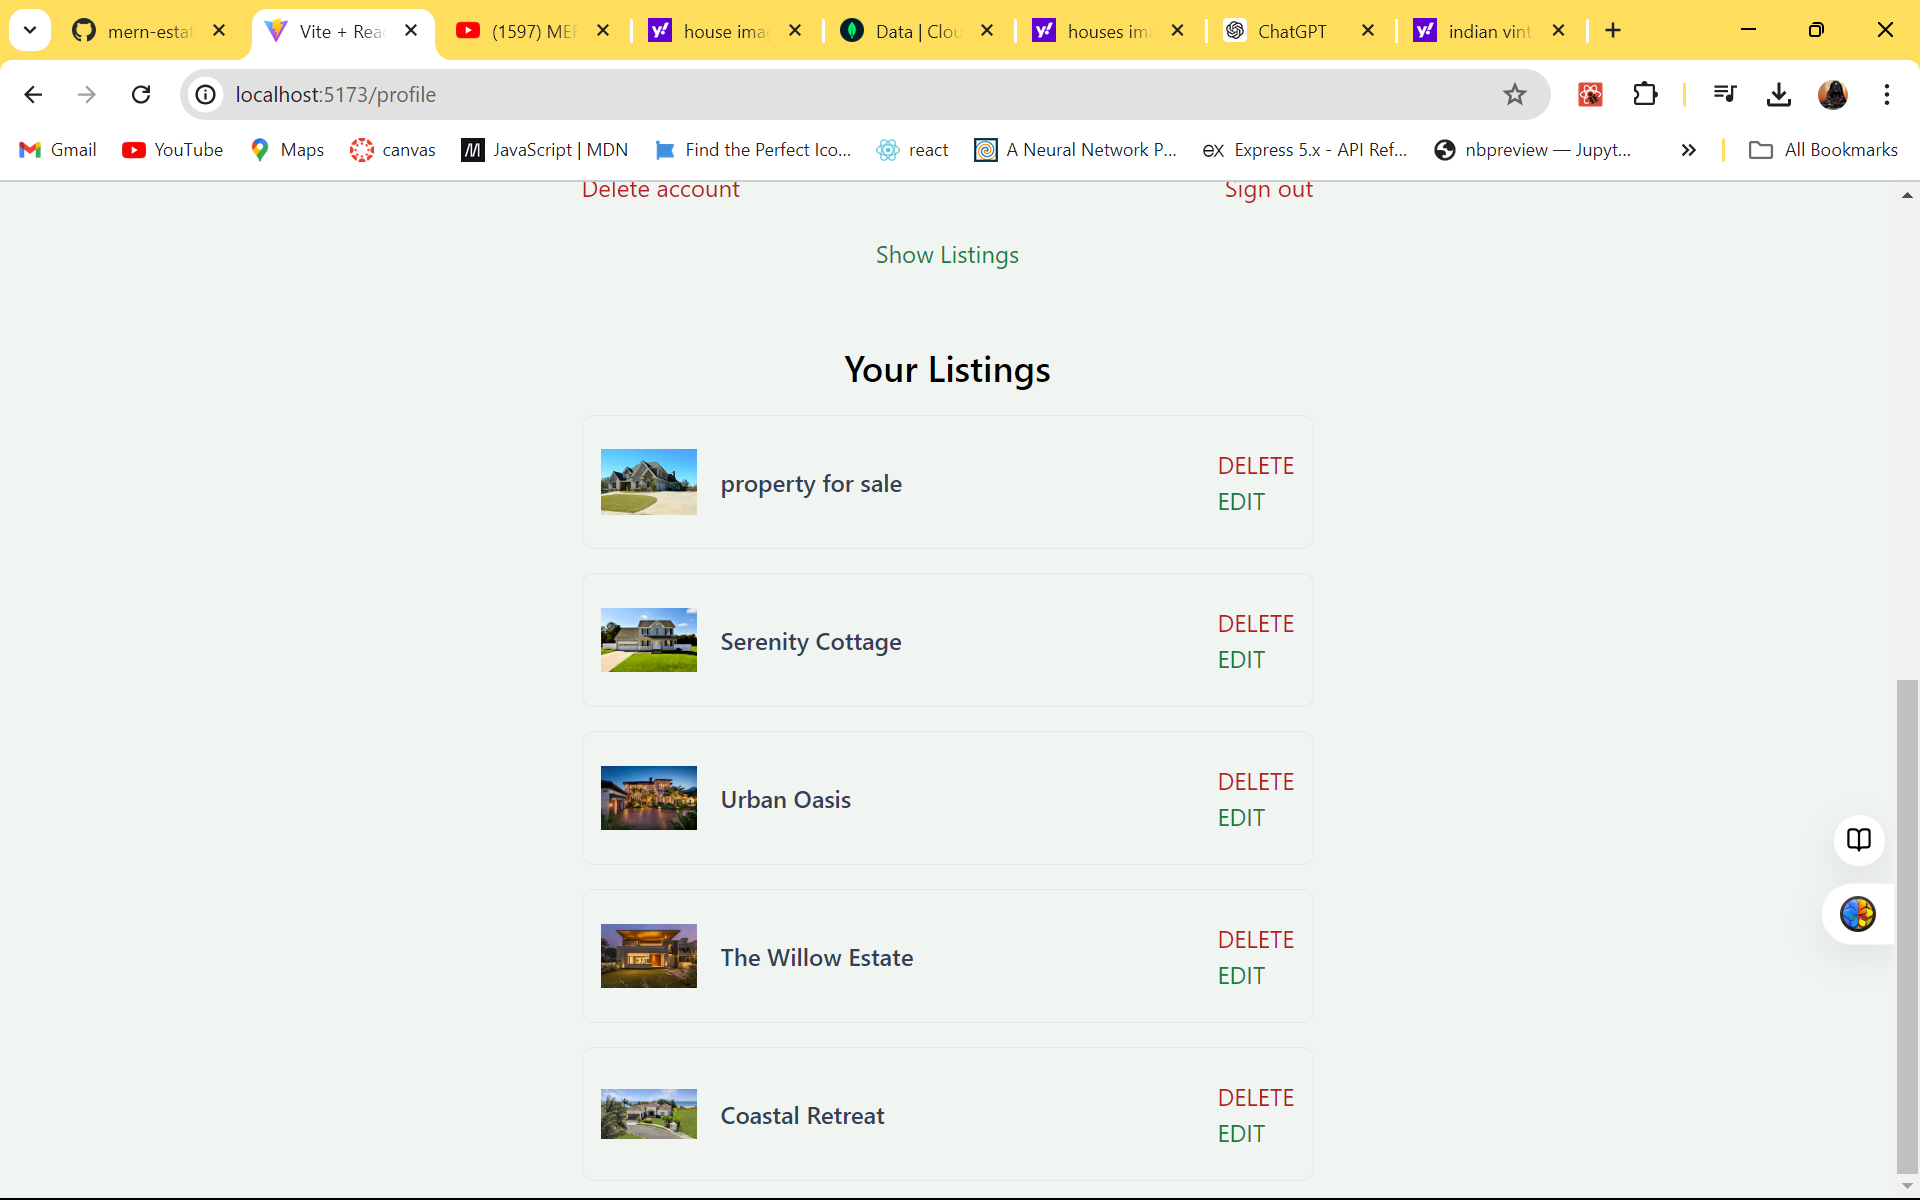 mern-esta
Vite + Rea
(1597) MER
house ima
Data | Clou
houses im
ChatGPT
indian vint
localhost:5173/profile
Gmail
YouTube
Maps
canvas
JavaScript | MDN
Find the Perfect Ico...
react
A Neural Network P...
ex Express 5.x - API Ref...
nbpreview — Jupyt...
All Bookmarks
Delete account
Sign out
Show Listings
Your Listings
property for sale
DELETE
EDIT
Serenity Cottage
DELETE
EDIT
Urban Oasis
DELETE
EDIT
The Willow Estate
DELETE
EDIT
Coastal Retreat
DELETE
EDIT